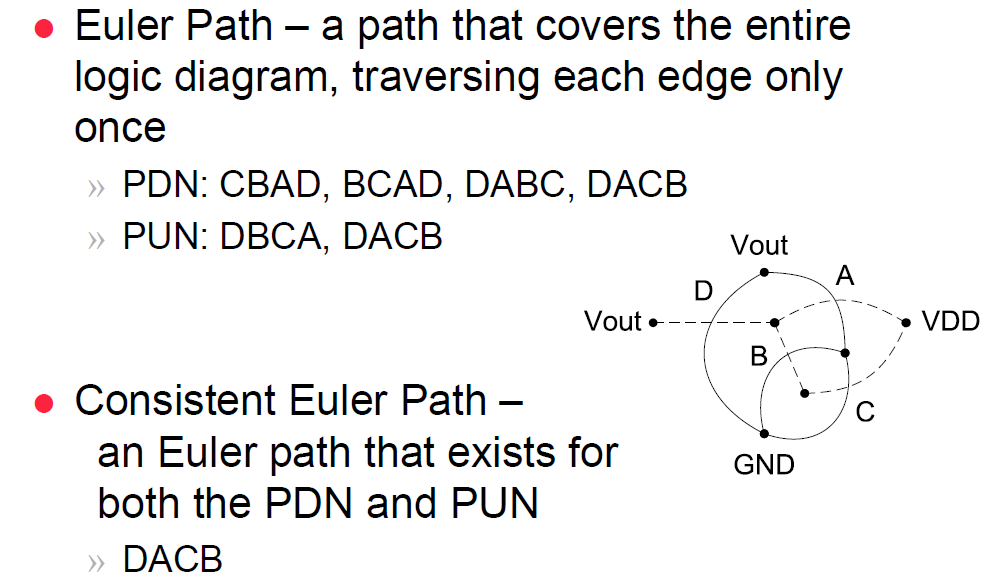 ● Euler Path – a path that covers the entire
logic diagram, traversing each edge only
once
» PDN: CBAD, BCAD, DABC, DACB
» PUN: DBCA, DACB
Vout
A
D
Vout
VDD
B
C
GND
● Consistent Euler Path –
an Euler path that exists for
both the PDN and PUN
» DACB